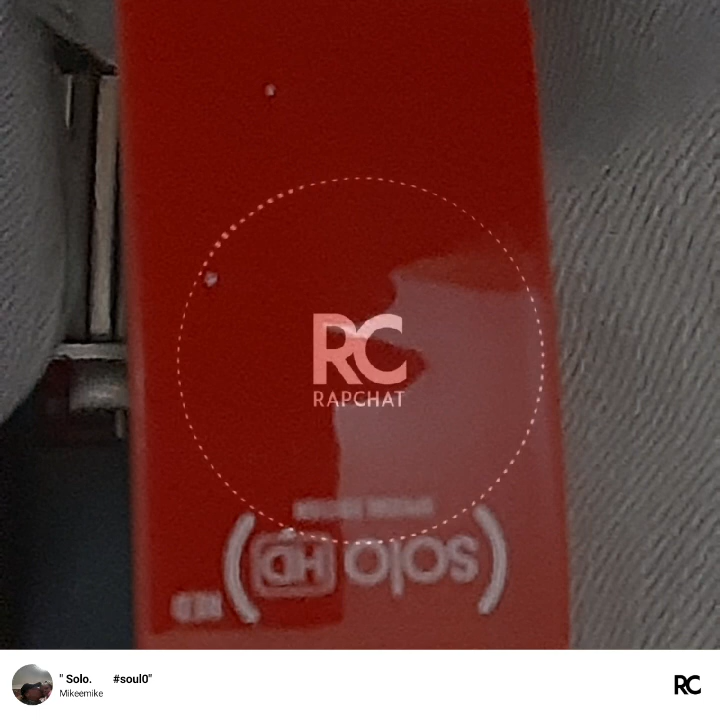 RC
RAPCHAT
(solo HD)
" Solo. #soul0"
Mikeemike
RC